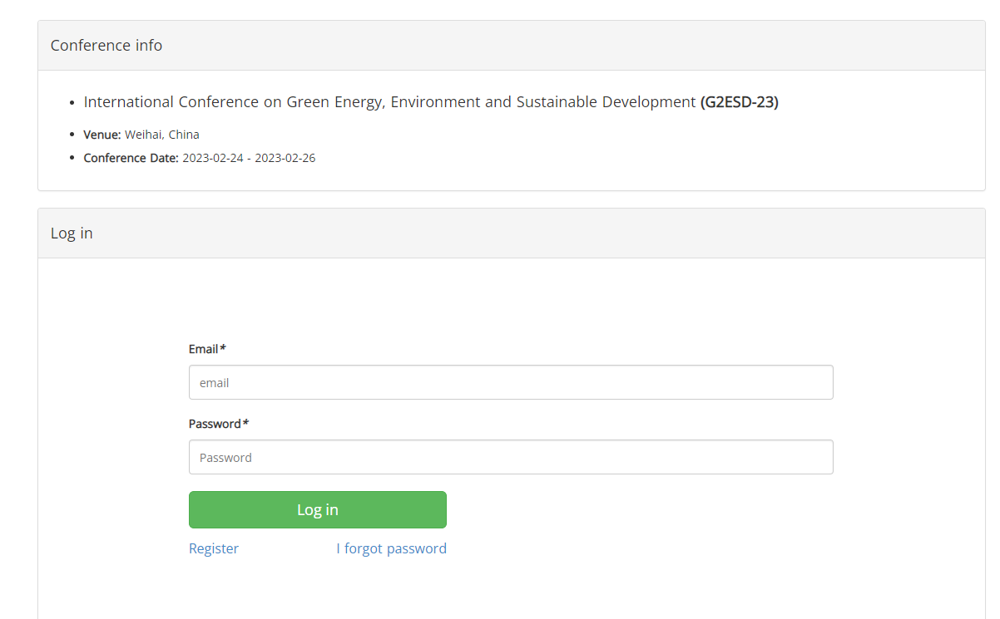 Conference info
International Conference on Green Energy, Environment and Sustainable Development (G2ESD-23)
Venue: Weihai, China
Conference Date: 2023-02-24 - 2023-02-26
Log in
Email*
email
Password*
Password
Log in
Register I forgot password